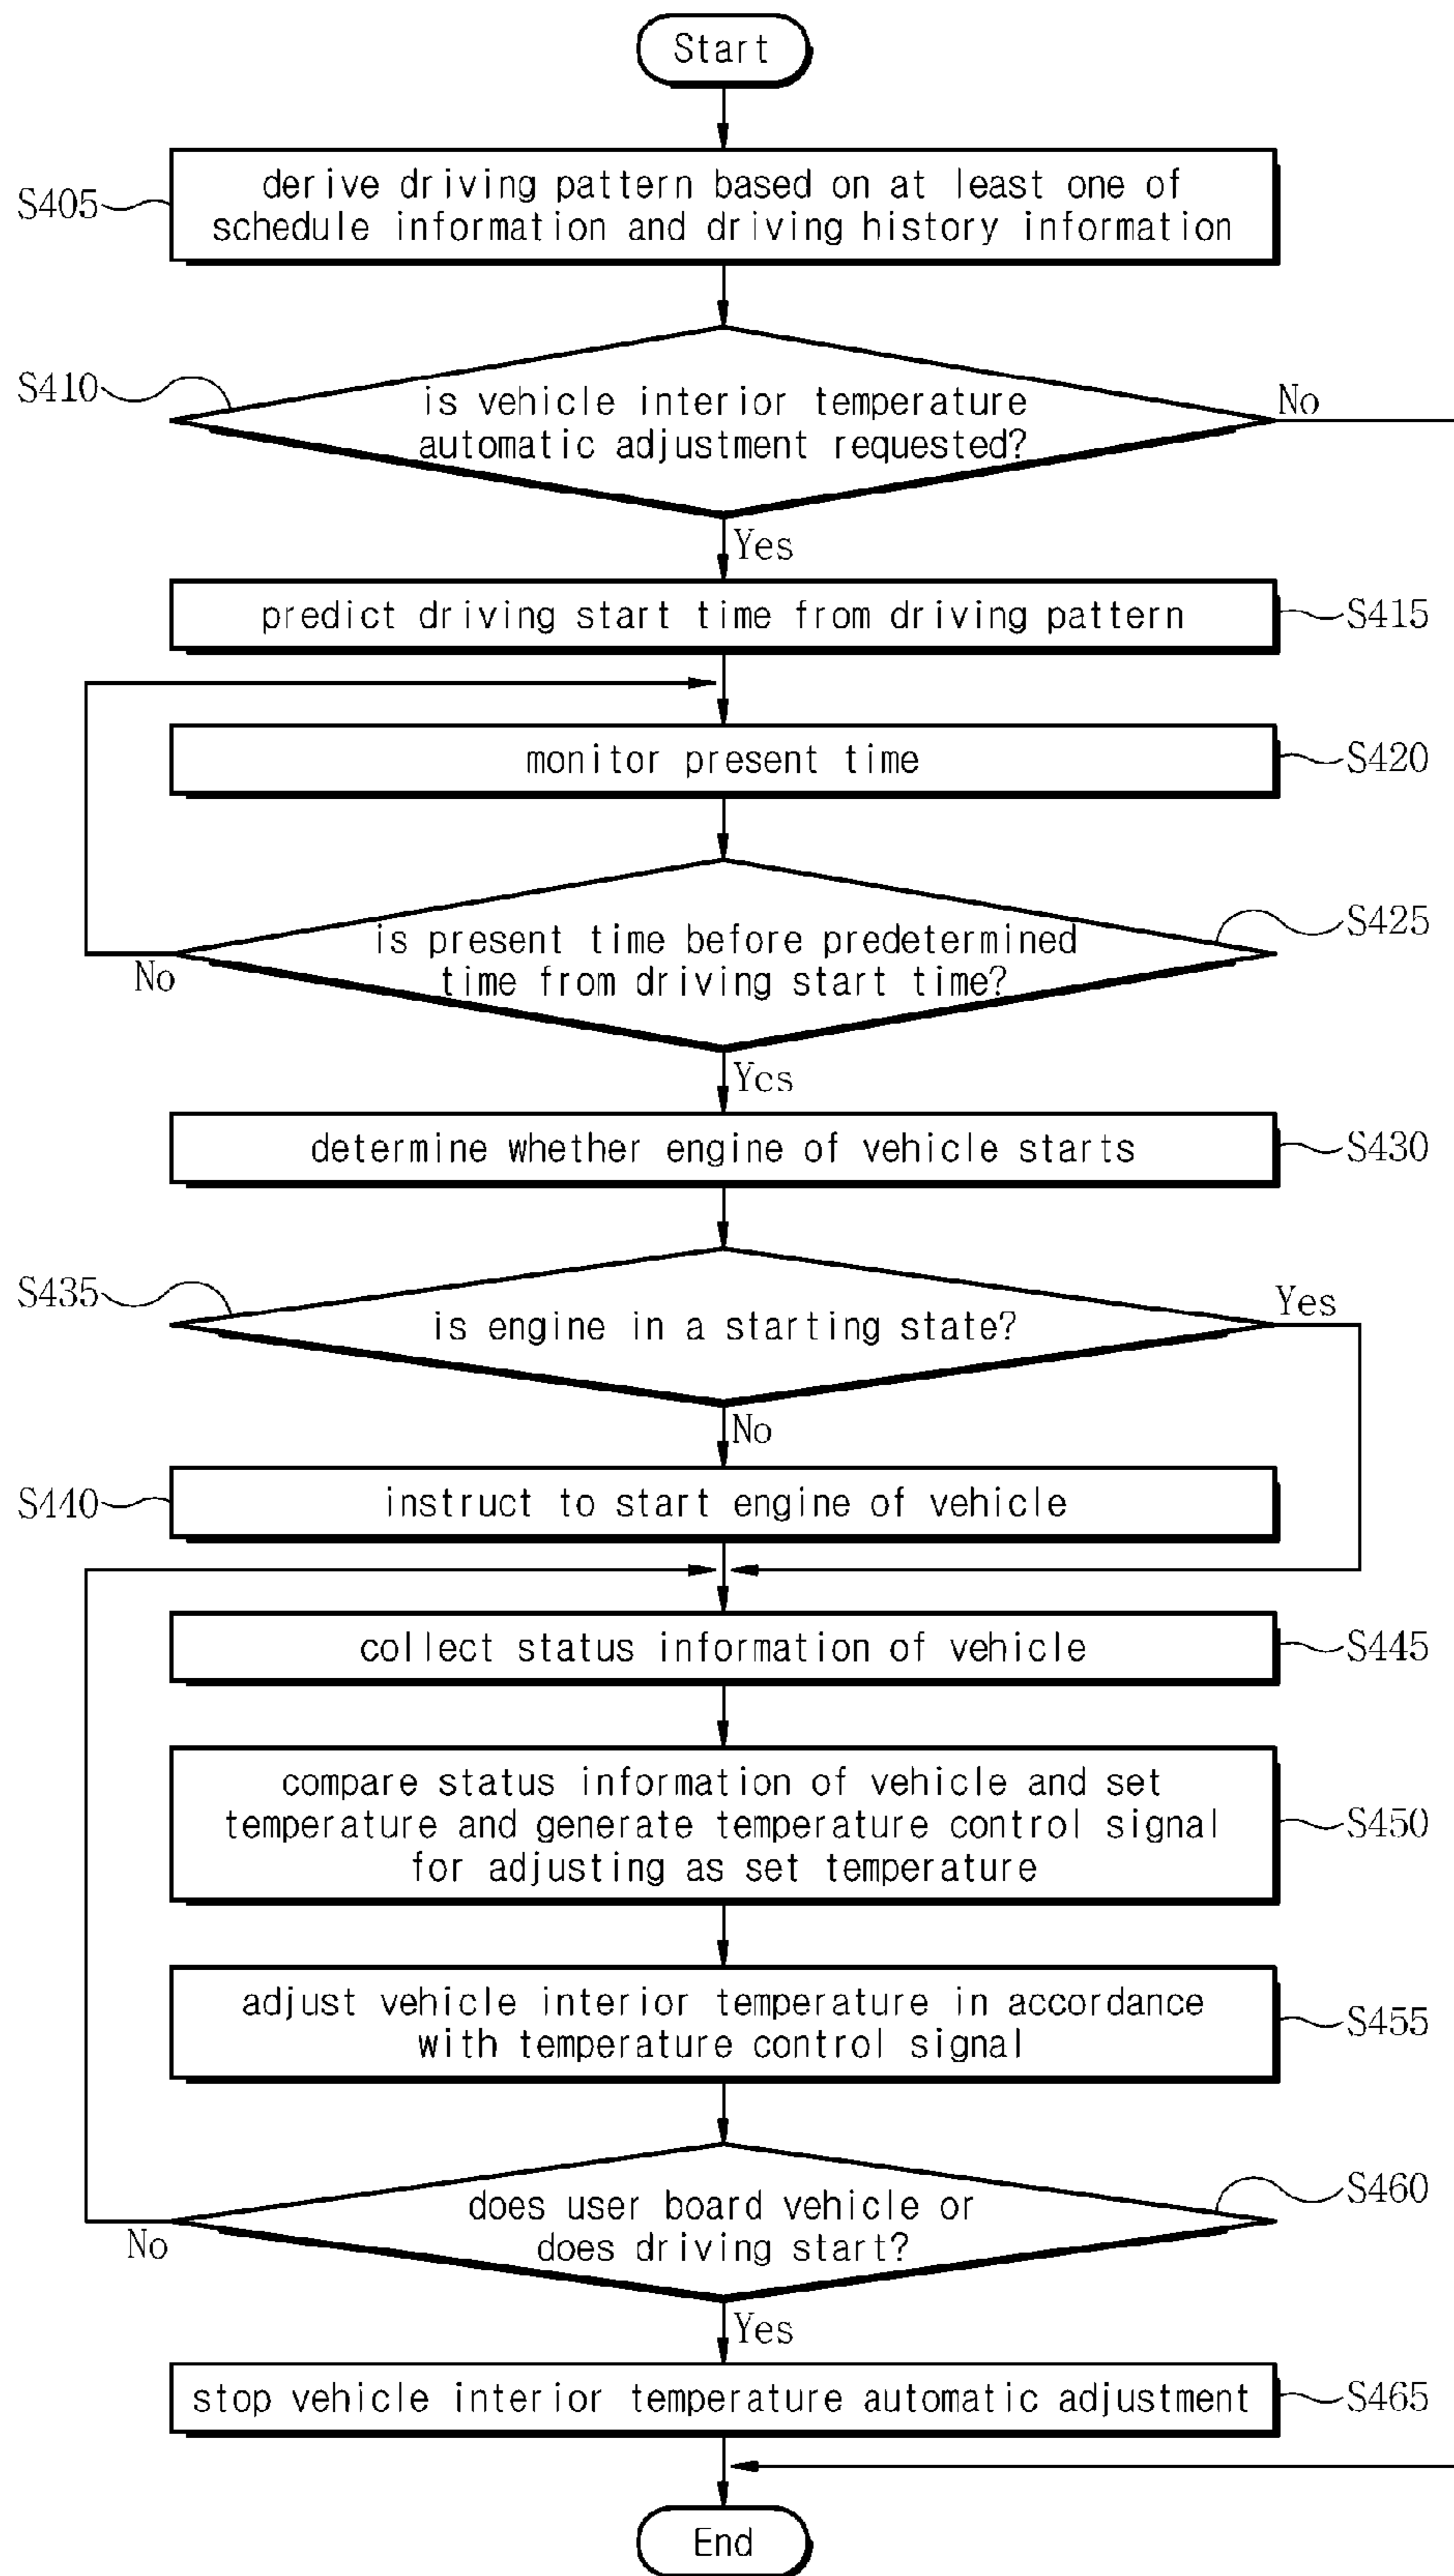 Start
S405
derive driving pattern based on at least one of
schedule information and driving history information
S410
is vehicle interior temperature
automatic adjustment requested?
No
Yes
predict driving start time from driving pattern
S415
monitor present time
S420
is present time before predetermined
time from driving start time?
S425
No
Yes
determine whether engine of vehicle starts
S430
S435
is engine in a starting state?
Yes
No
S440
instruct to start engine of vehicle
collect status information of vehicle
S445
compare status information of vehicle and set
temperature and generate temperature control signal
for adjusting as set temperature
S450
adjust vehicle interior temperature in accordance
with temperature control signal
S455
does user board vehicle or
does driving start?
S460
No
Yes
stop vehicle interior temperature automatic adjustment
S465
End